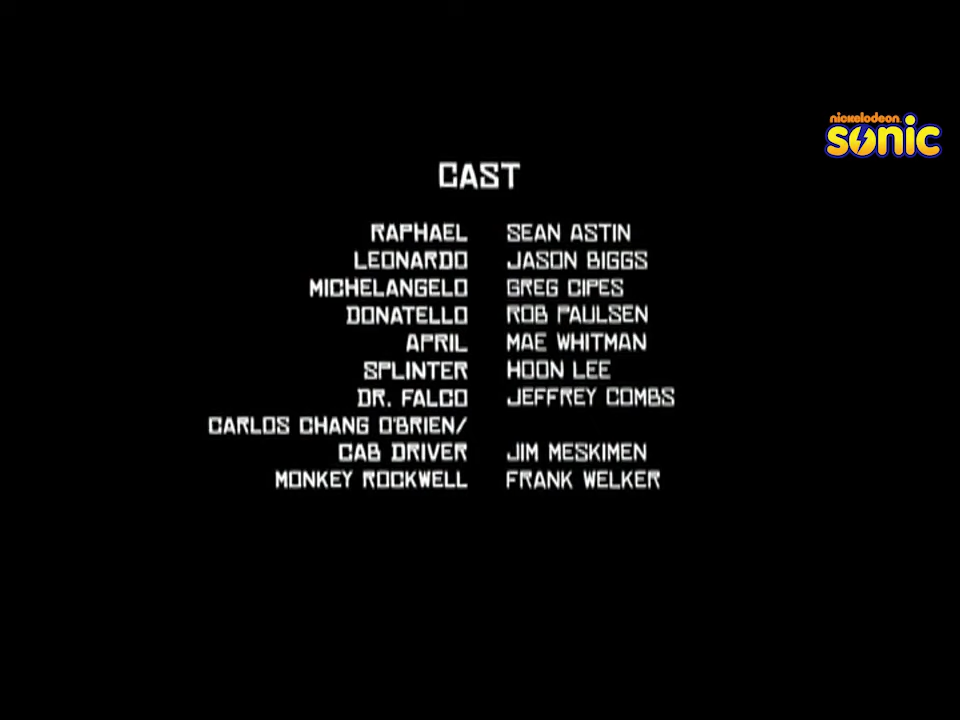 nickelodeon
sonic
CAST
RAPHAEL SEAN ASTIN
LEONARDO JASON BIGGS
MICHELANGELO GREG CIPES
DONATELLO ROB PAULSEN
APRIL MAE WHITMAN
SPLINTER HOON LEE
DR. FALCO JEFFREY COMBS
CARLOS CHANG O'BRIEN/
CAB DRIVER JIM MESKIMEN
MONKEY ROCKWELL FRANK WELKER